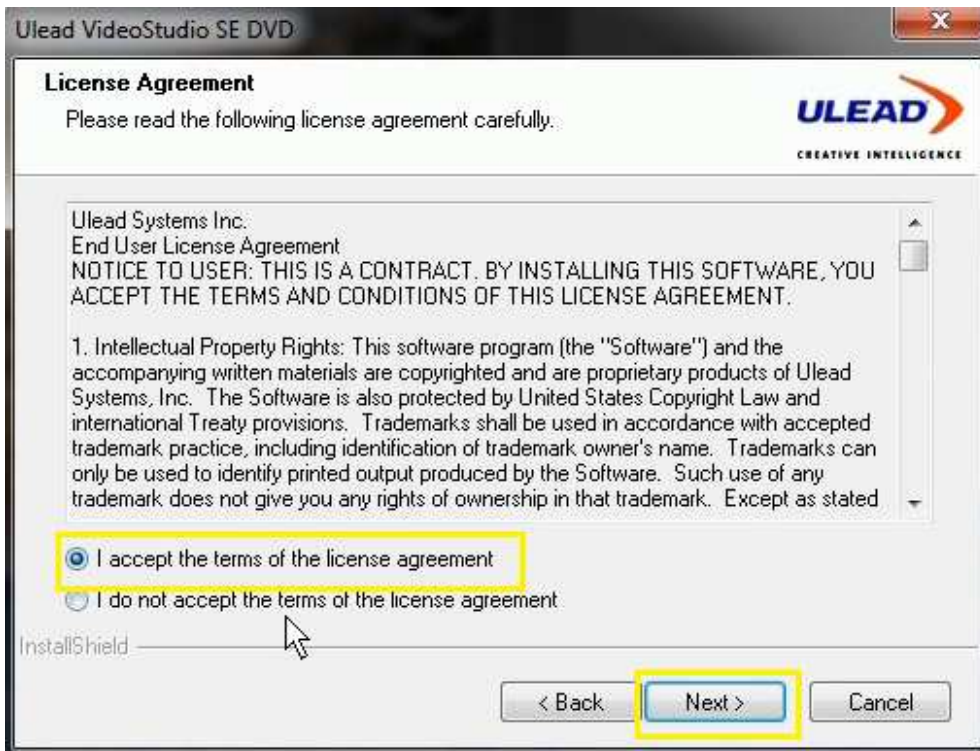 Ulead VideoStudio SE DVD
License Agreement
Please read the following license agreement carefully.
ULEAD
CREATIVE INTELLIGENCE
Ulead Systems Inc.
End User License Agreement
NOTICE TO USER: THIS IS A CONTRACT. BY INSTALLING THIS SOFTWARE, YOU
ACCEPT THE TERMS AND CONDITIONS OF THIS LICENSE AGREEMENT.
1. Intellectual Property Rights: This software program (the "Software") and the
accompanying written materials are copyrighted and are proprietary products of Ulead
Systems, Inc.  The Software is also protected by United States Copyright Law and
international Treaty provisions.  Trademarks shall be used in accordance with accepted
trademark practice, including identification of trademark owner's name.  Trademarks can
only be used to identify printed output produced by the Software.  Such use of any
trademark does not give you any rights of ownership in that trademark.  Except as stated
I accept the terms of the license agreement
I do not accept the terms of the license agreement
InstallShield
< Back
Next >
Cancel